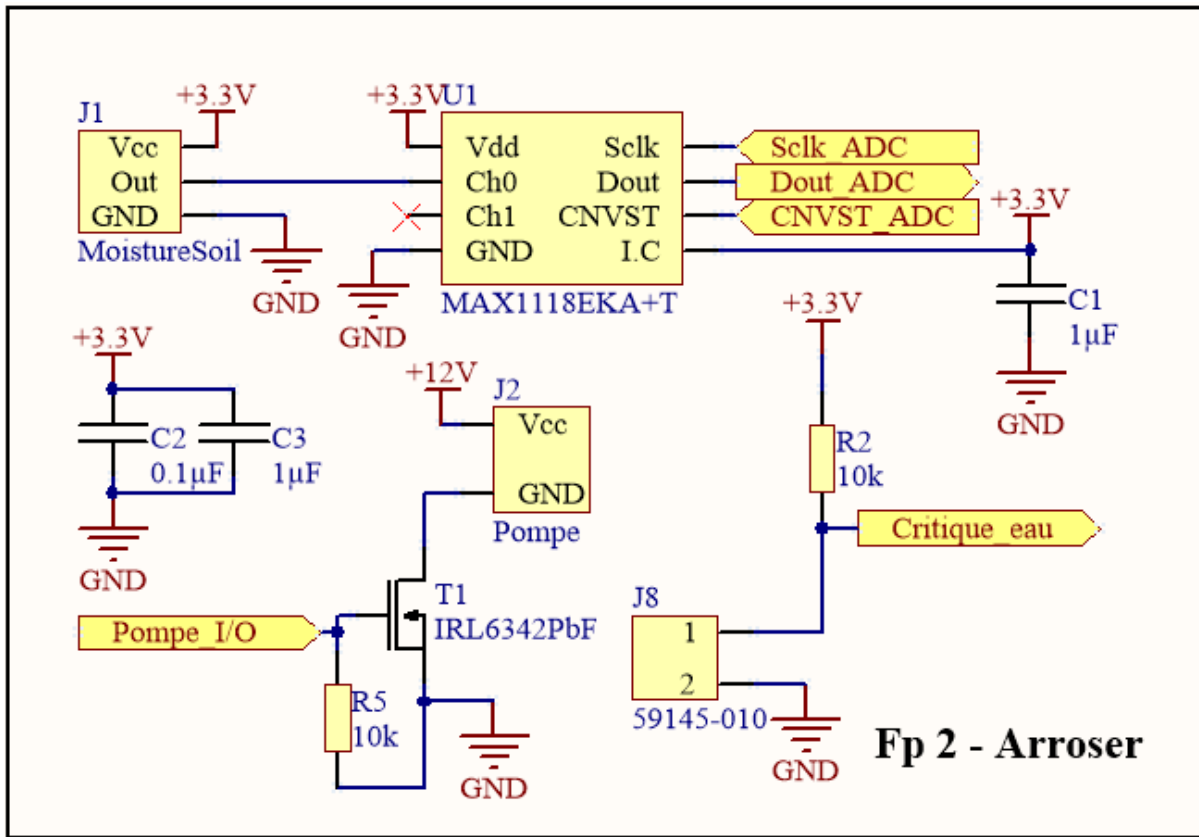 +3.3V
J1
Vcc
Out
GND
MoistureSoil
GND
+3.3V
U1
Vdd
Ch0
Ch1
GND
Sclk
Dout
CNVST
I.C
MAX1118EKA+T
GND
Sclk_ADC
Dout_ADC
CNVST_ADC
+3.3V
C1
1µF
GND
+3.3V
C2
0.1µF
C3
1µF
GND
+12V
J2
Vcc
GND
Pompe
T1
IRL6342PbF
Pompe_I/O
R5
10k
GND
+3.3V
R2
10k
Critique_eau
J8
1
2
59145-010
GND
Fp 2 - Arroser